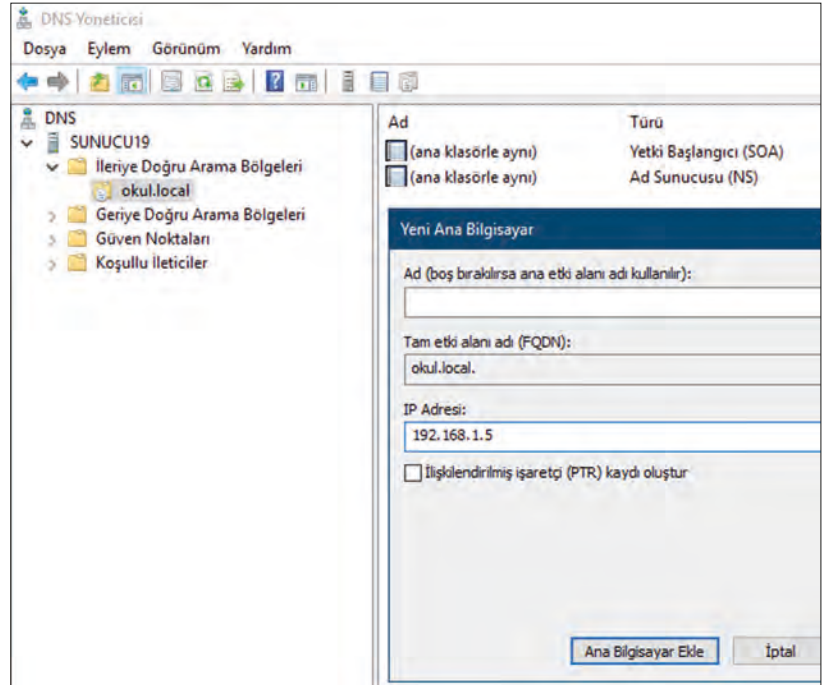 DNS Yöneticisi
Dosya Eylem Görünüm Yardım
DNS
SUNUCU19
İleriye Doğru Arama Bölgeleri
okul.local
Geriye Doğru Arama Bölgeleri
Güven Noktaları
Koşullu İleticiler
Ad Türü
(ana klasörle aynı) Yetki Başlangıcı (SOA)
(ana klasörle aynı) Ad Sunucusu (NS)
Yeni Ana Bilgisayar
Ad (boş bırakılırsa ana etki alanı adı kullanılır):
Tam etki alanı adı (FQDN):
okul.local.
IP Adresi:
192.168.1.5
İlişkilendirilmiş işaretçi (PTR) kaydı oluştur
Ana Bilgisayar Ekle İptal